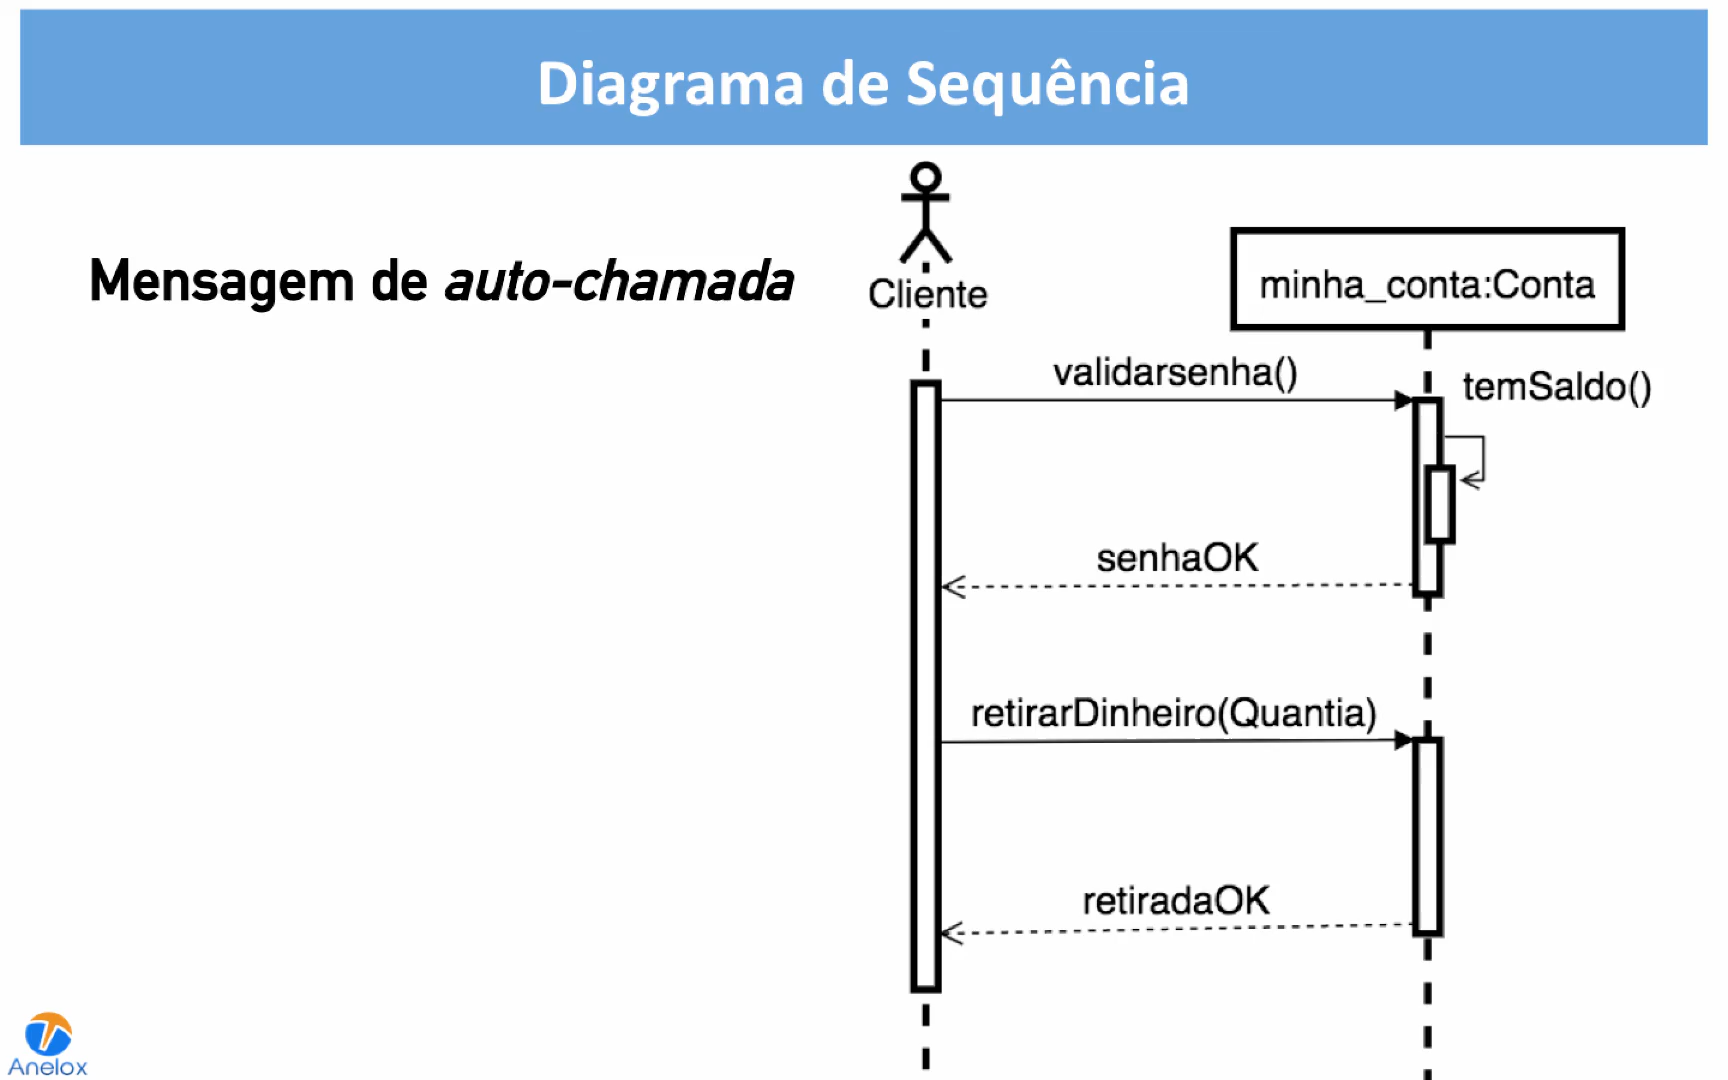 Diagrama de Sequência
Mensagem de auto-chamada
Cliente
minha_conta:Conta
validarsenha()
temSaldo()
senhaOK
retirarDinheiro(Quantia)
retiradaOK
Anelox